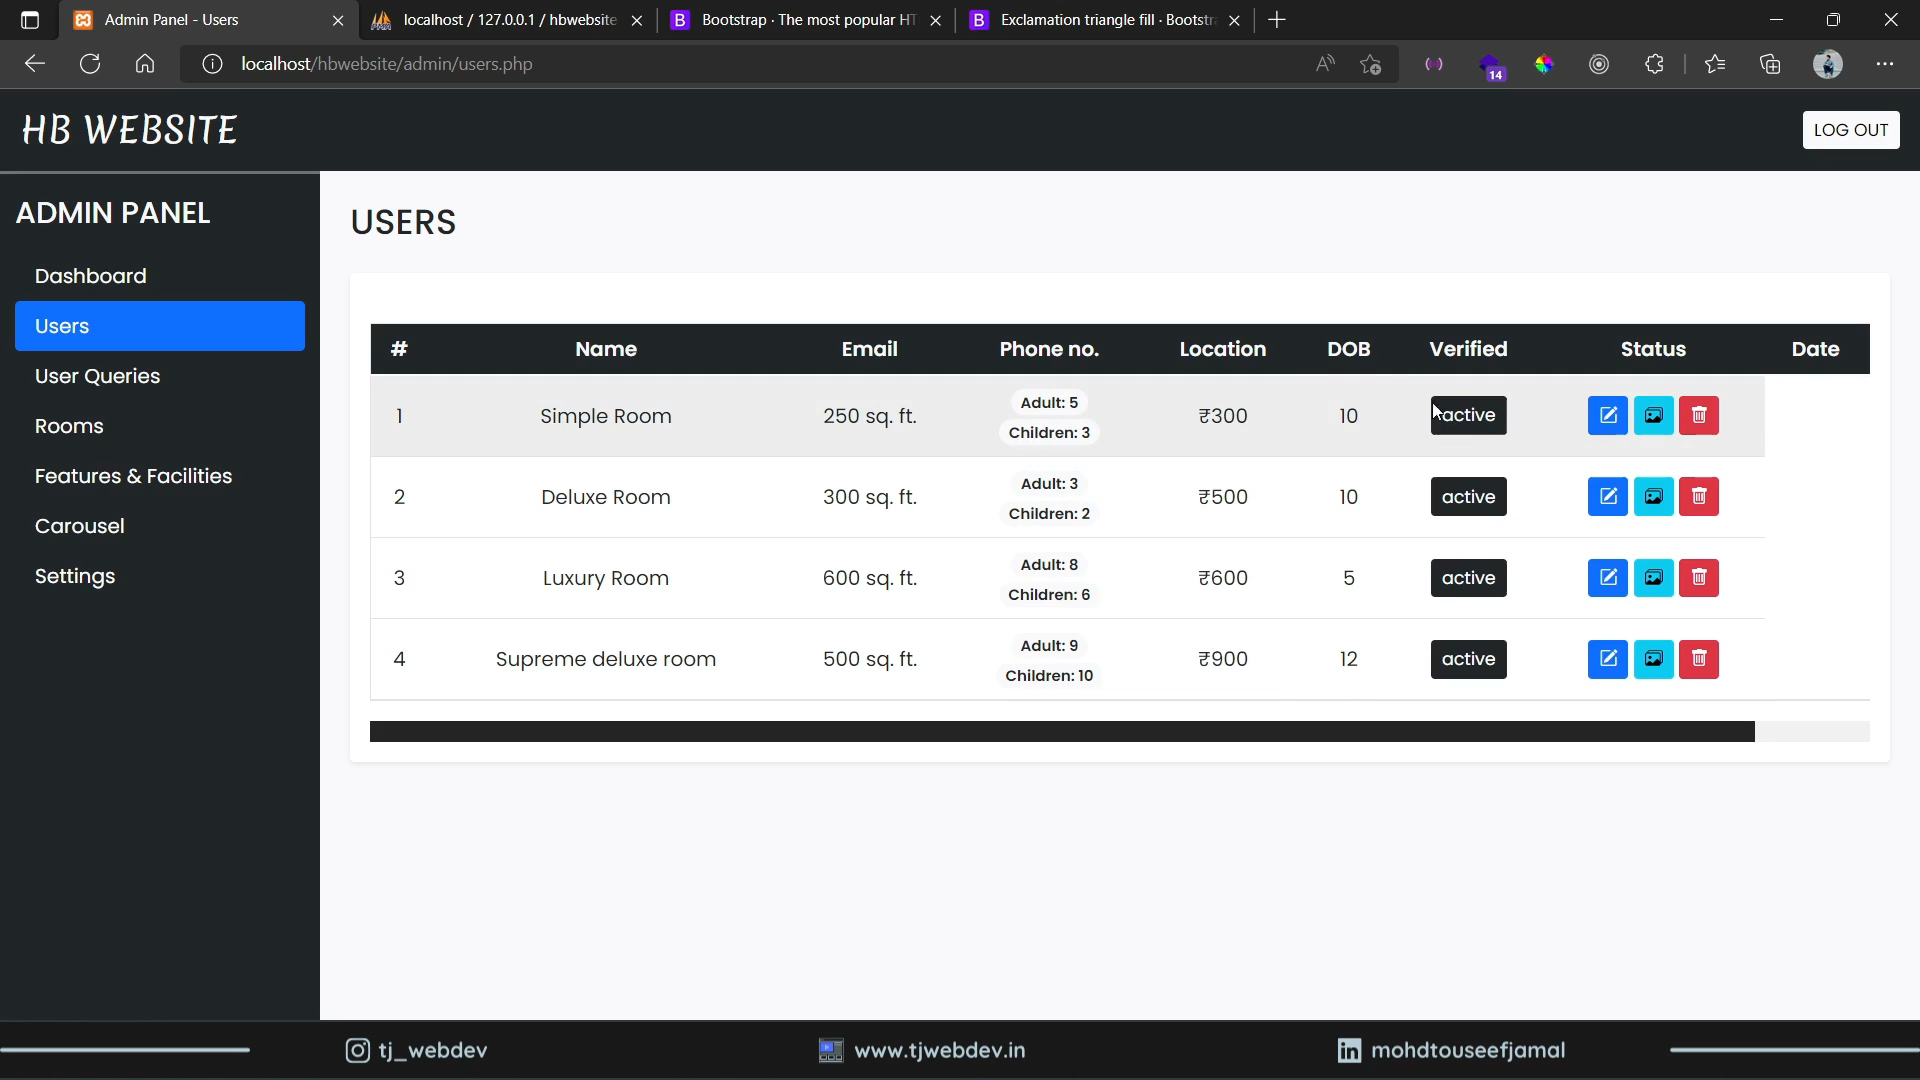 Admin Panel - Users
localhost / 127.0.0.1 / hbwebsite
Bootstrap · The most popular HT
Exclamation triangle fill · Bootstr
localhost/hbwebsite/admin/users.php
14
HB WEBSITE
LOG OUT
ADMIN PANEL
Dashboard
Users
User Queries
Rooms
Features & Facilities
Carousel
Settings
USERS
# Name Email Phone no. Location DOB Verified Status Date
1 Simple Room 250 sq. ft. Adult: 5 Children: 3 ₹300 10 active
2 Deluxe Room 300 sq. ft. Adult: 3 Children: 2 ₹500 10 active
3 Luxury Room 600 sq. ft. Adult: 8 Children: 6 ₹600 5 active
4 Supreme deluxe room 500 sq. ft. Adult: 9 Children: 10 ₹900 12 active
tj_webdev
www.tjwebdev.in
mohdtouseefjamal